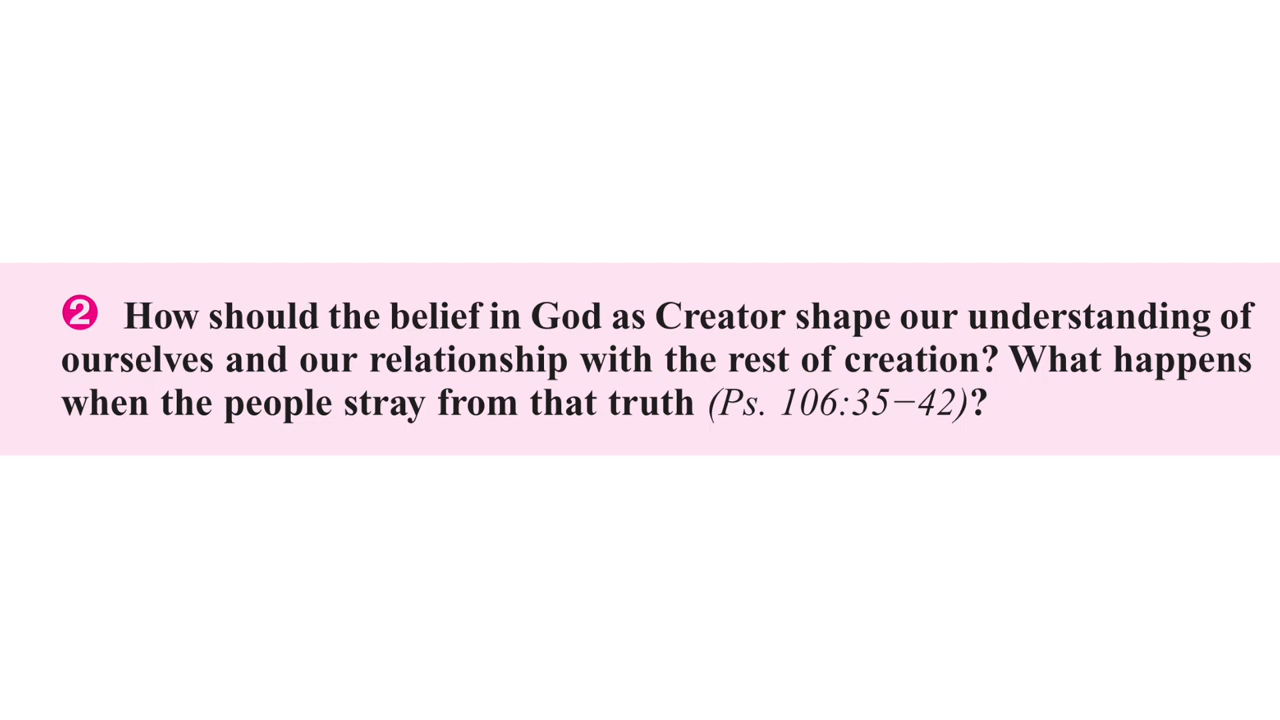 ❷ How should the belief in God as Creator shape our understanding of
ourselves and our relationship with the rest of creation? What happens
when the people stray from that truth (Ps. 106:35–42)?